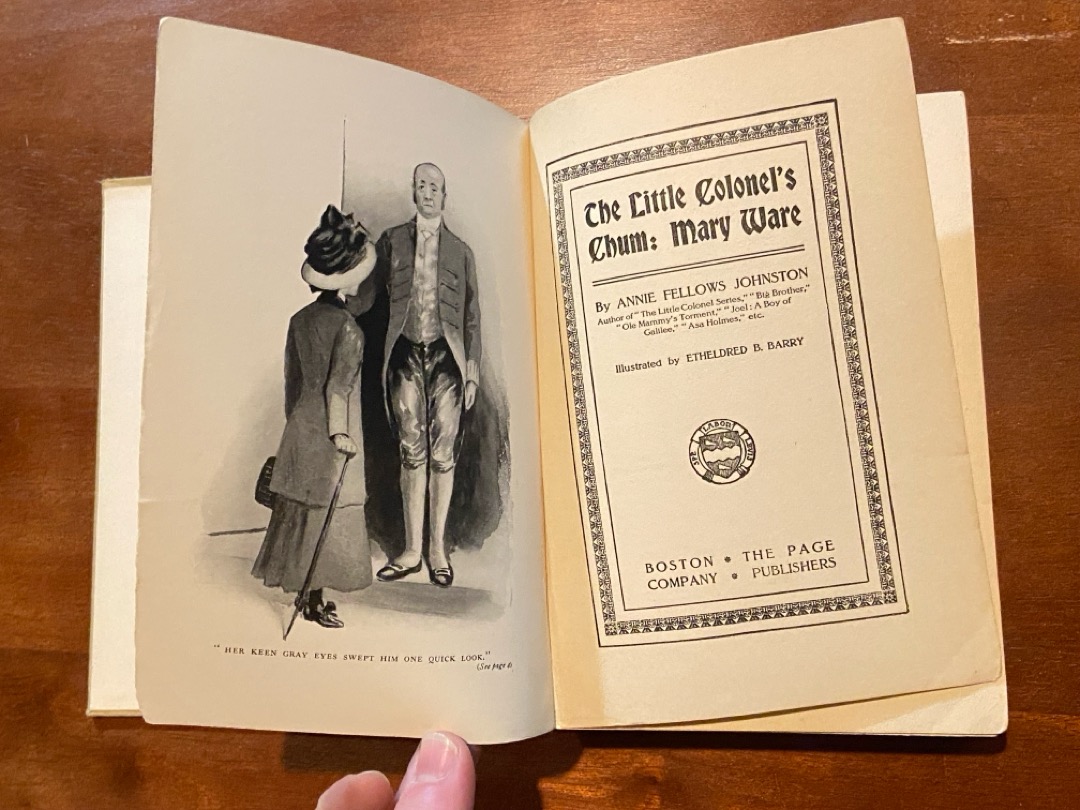 " HER KEEN GRAY EYES SWEPT HIM ONE QUICK LOOK."
(See page
The Little Colonel's
Chum: Mary Ware
By ANNIE FELLOWS JOHNSTON
Author of "The Little Colonel Series," "Big Brother,"
"Ole Mammy's Torment," "Joel: A Boy of
Galilee," "Asa Holmes," etc.
Illustrated by ETHELDRED B. BARRY
SPE LABOR LEVIS
BOSTON • THE PAGE
COMPANY • PUBLISHERS